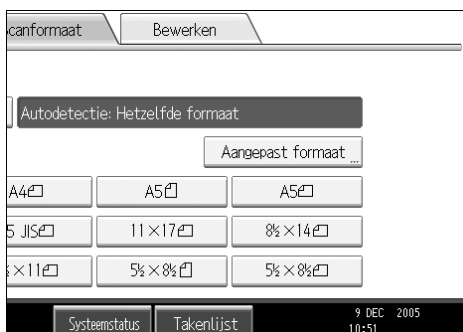 canformaat Bewerken
Autodetectie: Hetzelfde formaat
Aangepast formaat ...
A4 A5 A5
5 JIS 11×17 8½×14
×11 5½×8½ 5½×8½
Systeemstatus Takenlijst 9 DEC 2005
10:51